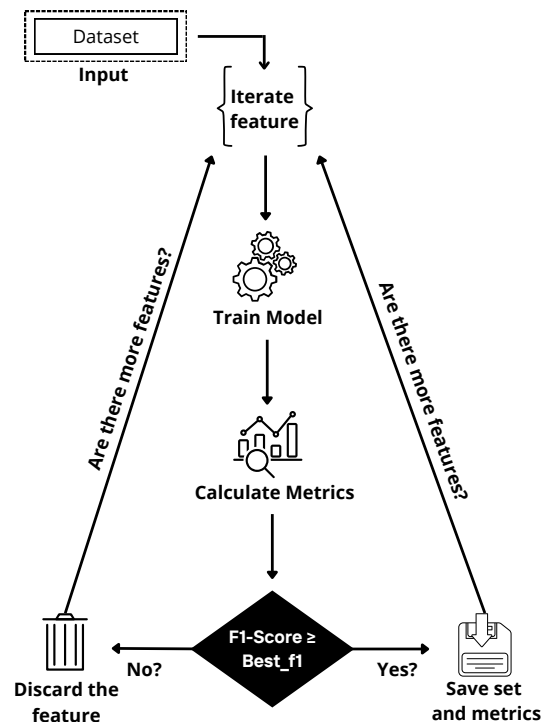 Dataset
Input
Iterate
feature
Train Model
Calculate Metrics
Are there more features?
Are there more features?
F1-Score ≥
Best_f1
No?
Yes?
Discard the
feature
Save set
and metrics